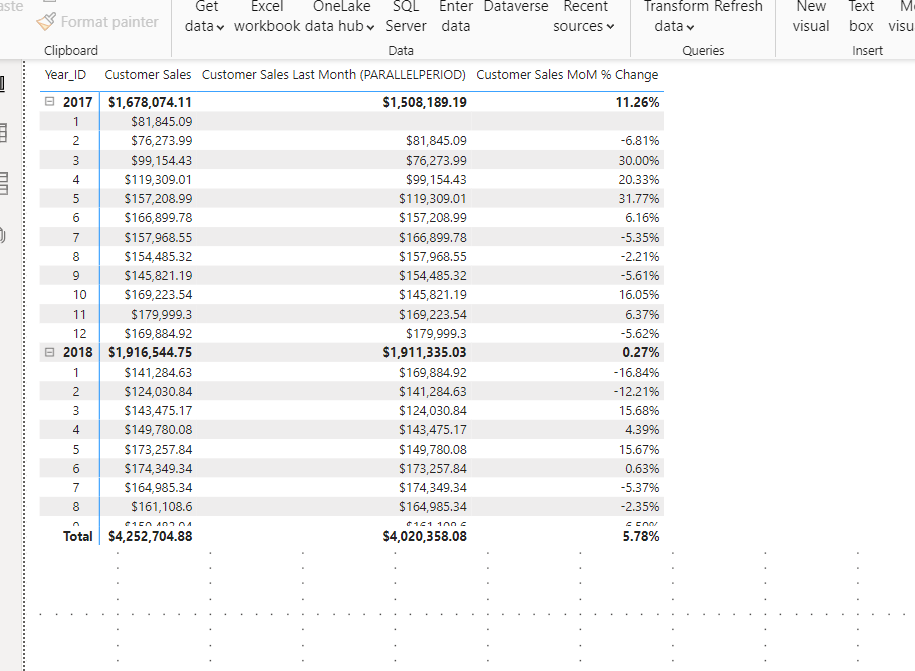 Format painter
Clipboard
Get data
Excel workbook
OneLake data hub
SQL Server
Enter data
Dataverse
Recent sources
Data
Transform data
Refresh
Queries
New visual
Text box
Insert
Year_ID Customer Sales Customer Sales Last Month (PARALLELPERIOD) Customer Sales MoM % Change
2017 $1,678,074.11 $1,508,189.19 11.26%
1 $81,845.09
2 $76,273.99 $81,845.09 -6.81%
3 $99,154.43 $76,273.99 30.00%
4 $119,309.01 $99,154.43 20.33%
5 $157,208.99 $119,309.01 31.77%
6 $166,899.78 $157,208.99 6.16%
7 $157,968.55 $166,899.78 -5.35%
8 $154,485.32 $157,968.55 -2.21%
9 $145,821.19 $154,485.32 -5.61%
10 $169,223.54 $145,821.19 16.05%
11 $179,999.3 $169,223.54 6.37%
12 $169,884.92 $179,999.3 -5.62%
2018 $1,916,544.75 $1,911,335.03 0.27%
1 $141,284.63 $169,884.92 -16.84%
2 $124,030.84 $141,284.63 -12.21%
3 $143,475.17 $124,030.84 15.68%
4 $149,780.08 $143,475.17 4.39%
5 $173,257.84 $149,780.08 15.67%
6 $174,349.34 $173,257.84 0.63%
7 $164,985.34 $174,349.34 -5.37%
8 $161,108.6 $164,985.34 -2.35%
Total $4,252,704.88 $4,020,358.08 5.78%